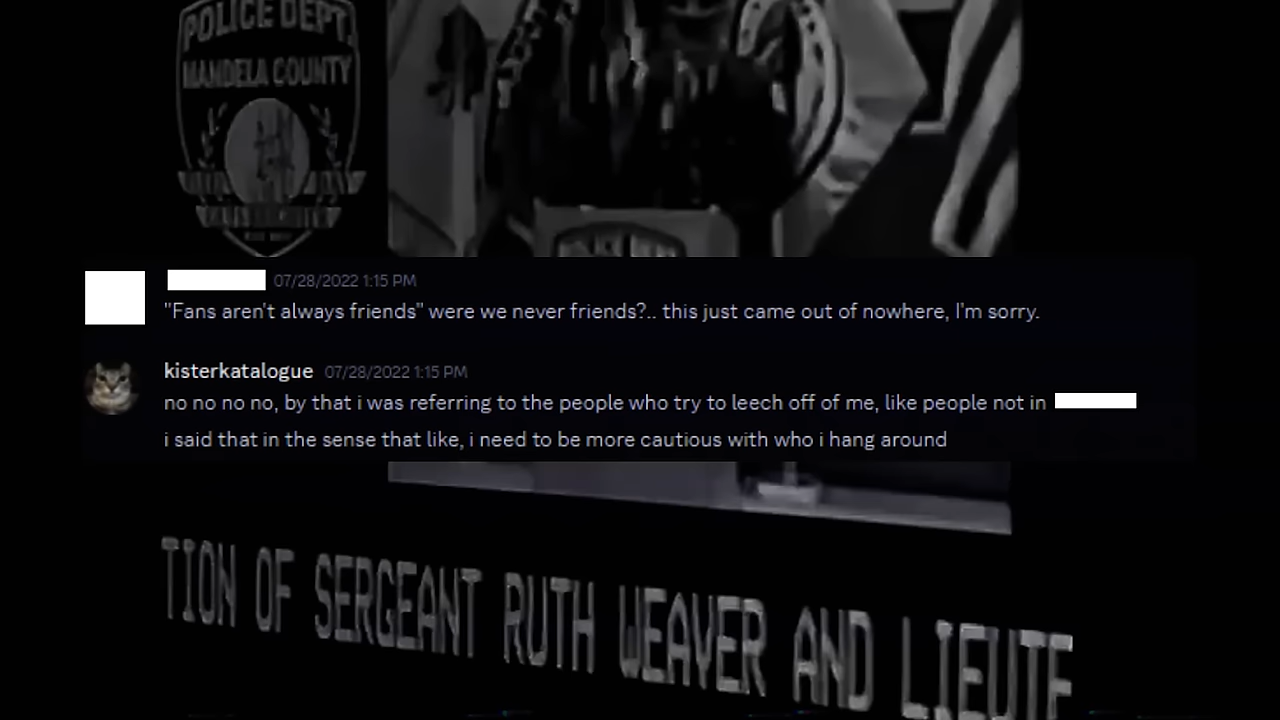 POLICE DEPT.
MANDELA COUNTY
POLICE DEPT.
07/28/2022 1:15 PM
"Fans aren't always friends" were we never friends?.. this just came out of nowhere, I'm sorry.
kisterkatalogue 07/28/2022 1:15 PM
no no no no, by that i was referring to the people who try to leech off of me, like people not in
i said that in the sense that like, i need to be more cautious with who i hang around
TION OF SERGEANT RUTH WEAVER AND LIEUTE